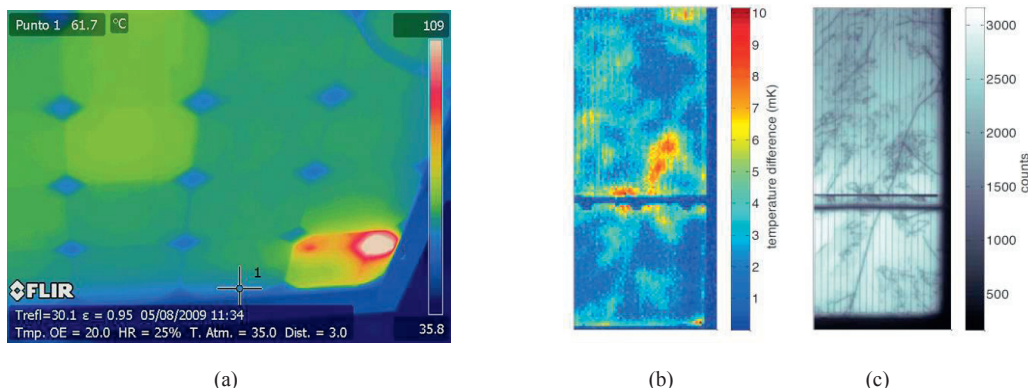 Punto 1 61.7 °C
109
1
FLIR
Trefl=30.1 ε = 0.95 05/08/2009 11:34
Tmp. OE = 20.0 HR = 25% T. Atm. = 35.0 Dist. = 3.0
35.8
(a)
10
9
8
7
6
5
4
3
2
1
temperature difference (mK)
(b)
3000
2500
2000
1500
1000
500
counts
(c)